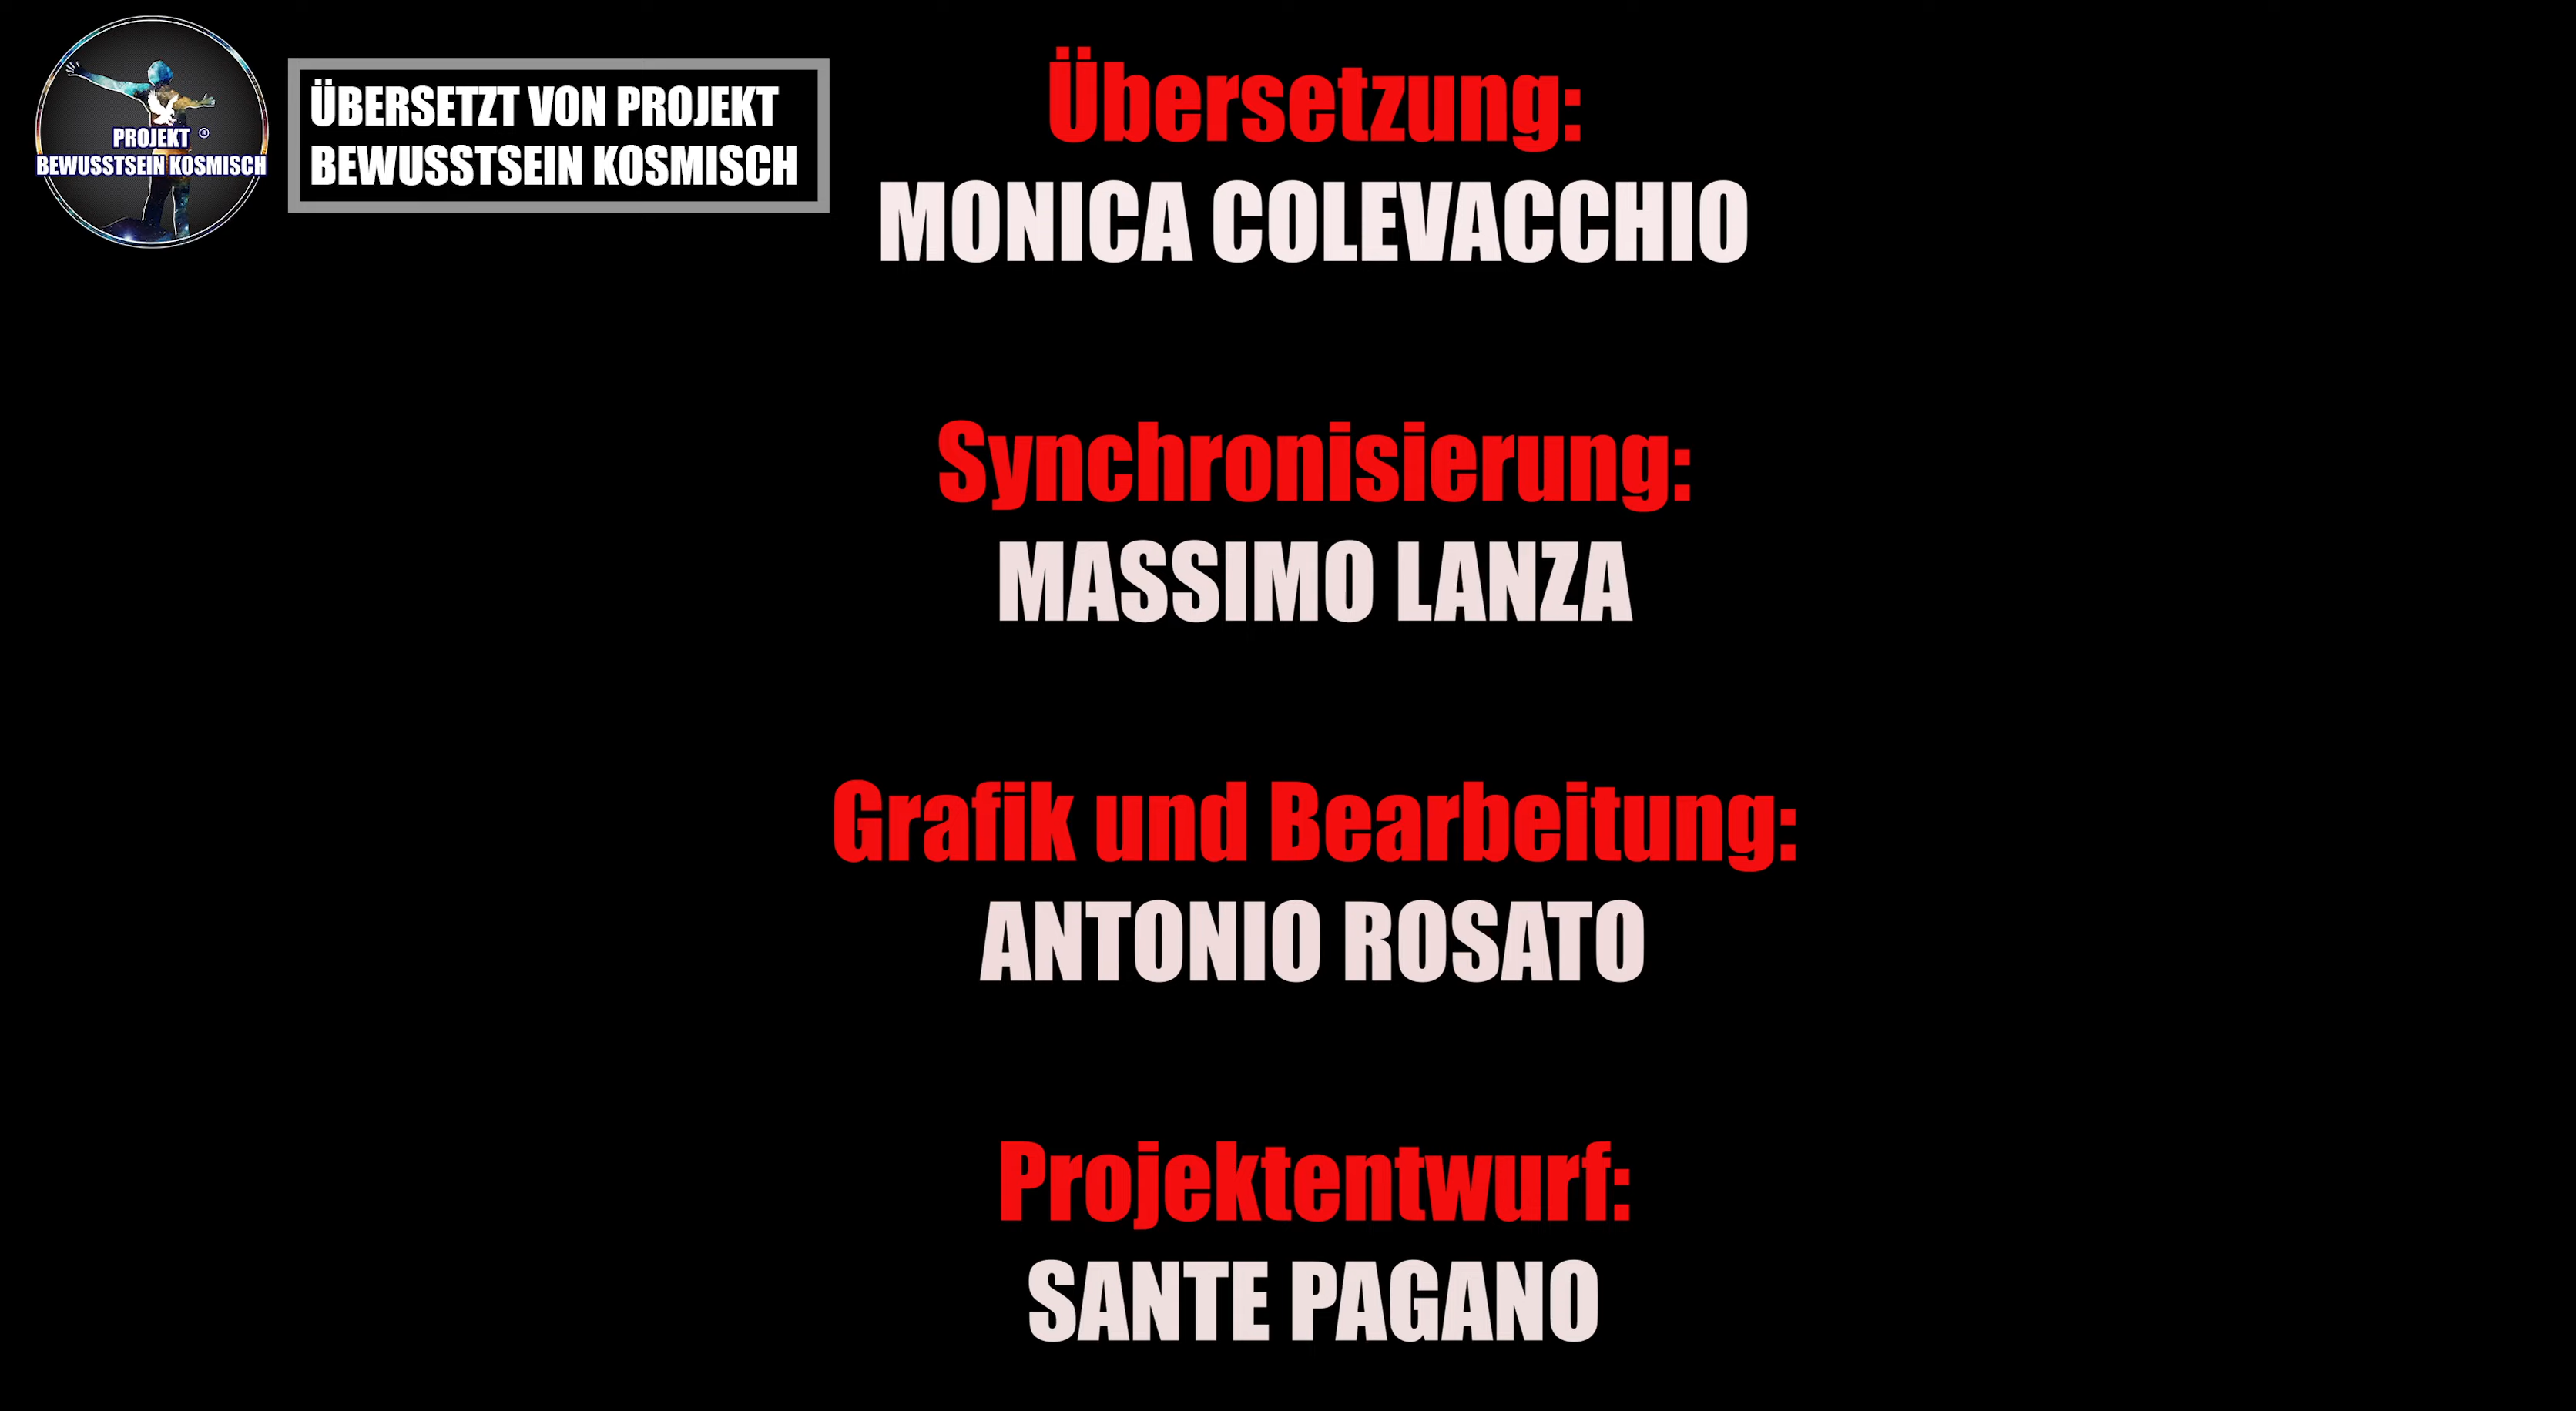 PROJEKT ®
BEWUSSTSEIN KOSMISCH
ÜBERSETZT VON PROJEKT
BEWUSSTSEIN KOSMISCH
Übersetzung:
MONICA COLEVACCHIO
Synchronisierung:
MASSIMO LANZA
Grafik und Bearbeitung:
ANTONIO ROSATO
Projektentwurf:
SANTE PAGANO